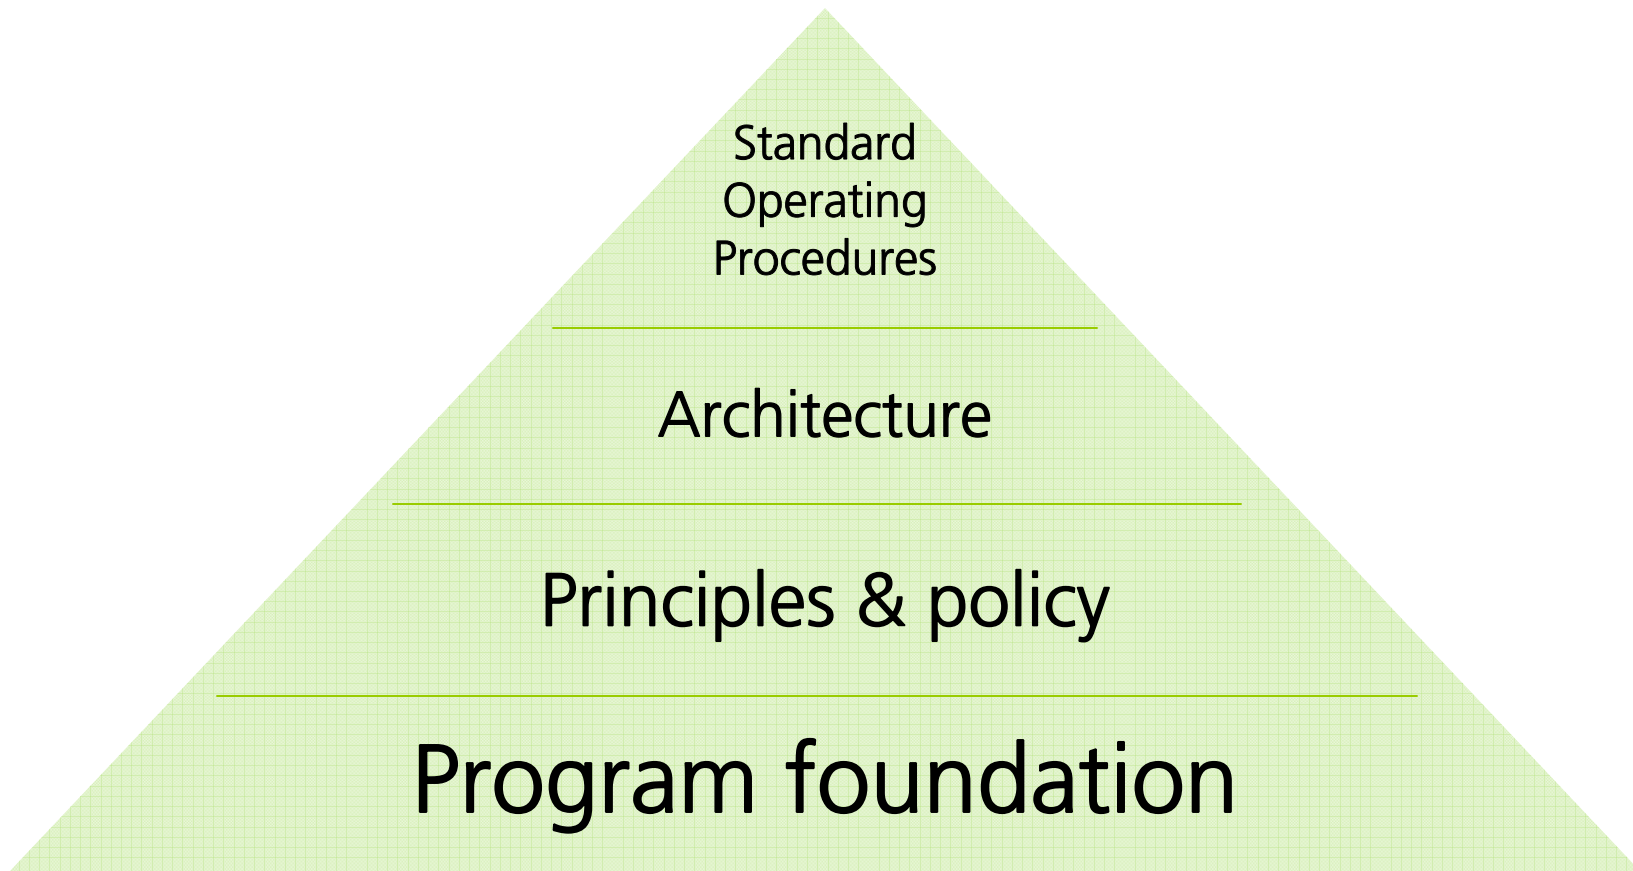 Standard
Operating
Procedures
Architecture
Principles & policy
Program foundation